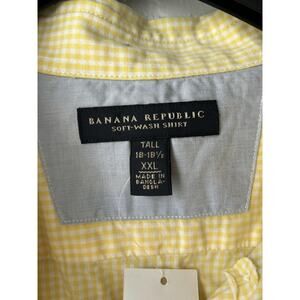 BANANA REPUBLIC
SOFT-WASH SHIRT
TALL
18-18½
XXL
MADE IN
BANGLA-
DESH